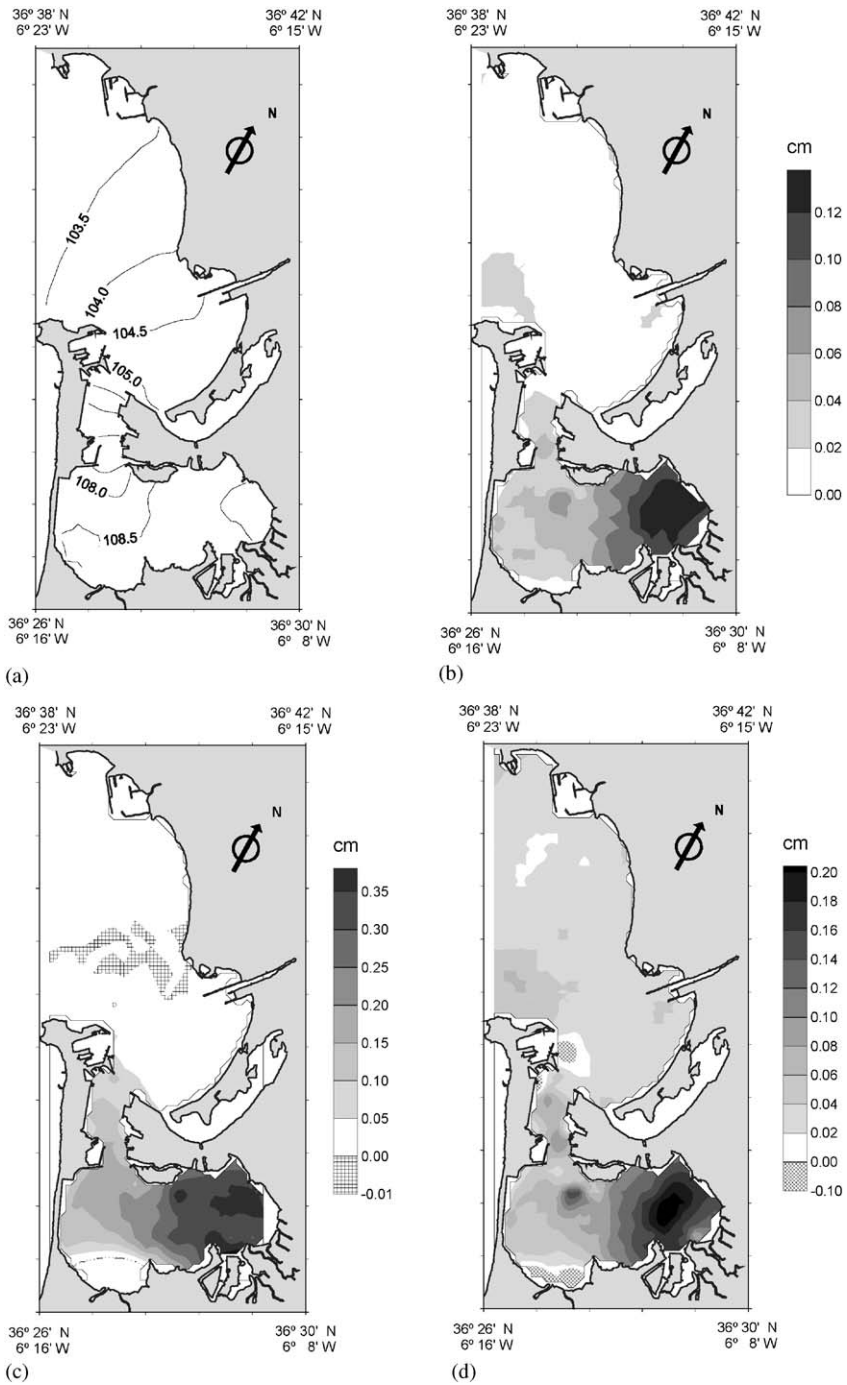 36º 38' N
6º 23' W
36º 42' N
6º 15' W
N
103.5
104.0
104.5
105.0
108.0
108.5
36º 26' N
6º 16' W
36º 30' N
6º 8' W
(a)
36º 38' N
6º 23' W
36º 42' N
6º 15' W
N
cm
0.12
0.10
0.08
0.06
0.04
0.02
0.00
36º 26' N
6º 16' W
36º 30' N
6º 8' W
(b)
36º 38' N
6º 23' W
36º 42' N
6º 15' W
N
cm
0.35
0.30
0.25
0.20
0.15
0.10
0.05
0.00
-0.01
36º 26' N
6º 16' W
36º 30' N
6º 8' W
(c)
36º 38' N
6º 23' W
36º 42' N
6º 15' W
N
cm
0.20
0.18
0.16
0.14
0.12
0.10
0.08
0.06
0.04
0.02
0.00
-0.10
36º 26' N
6º 16' W
36º 30' N
6º 8' W
(d)